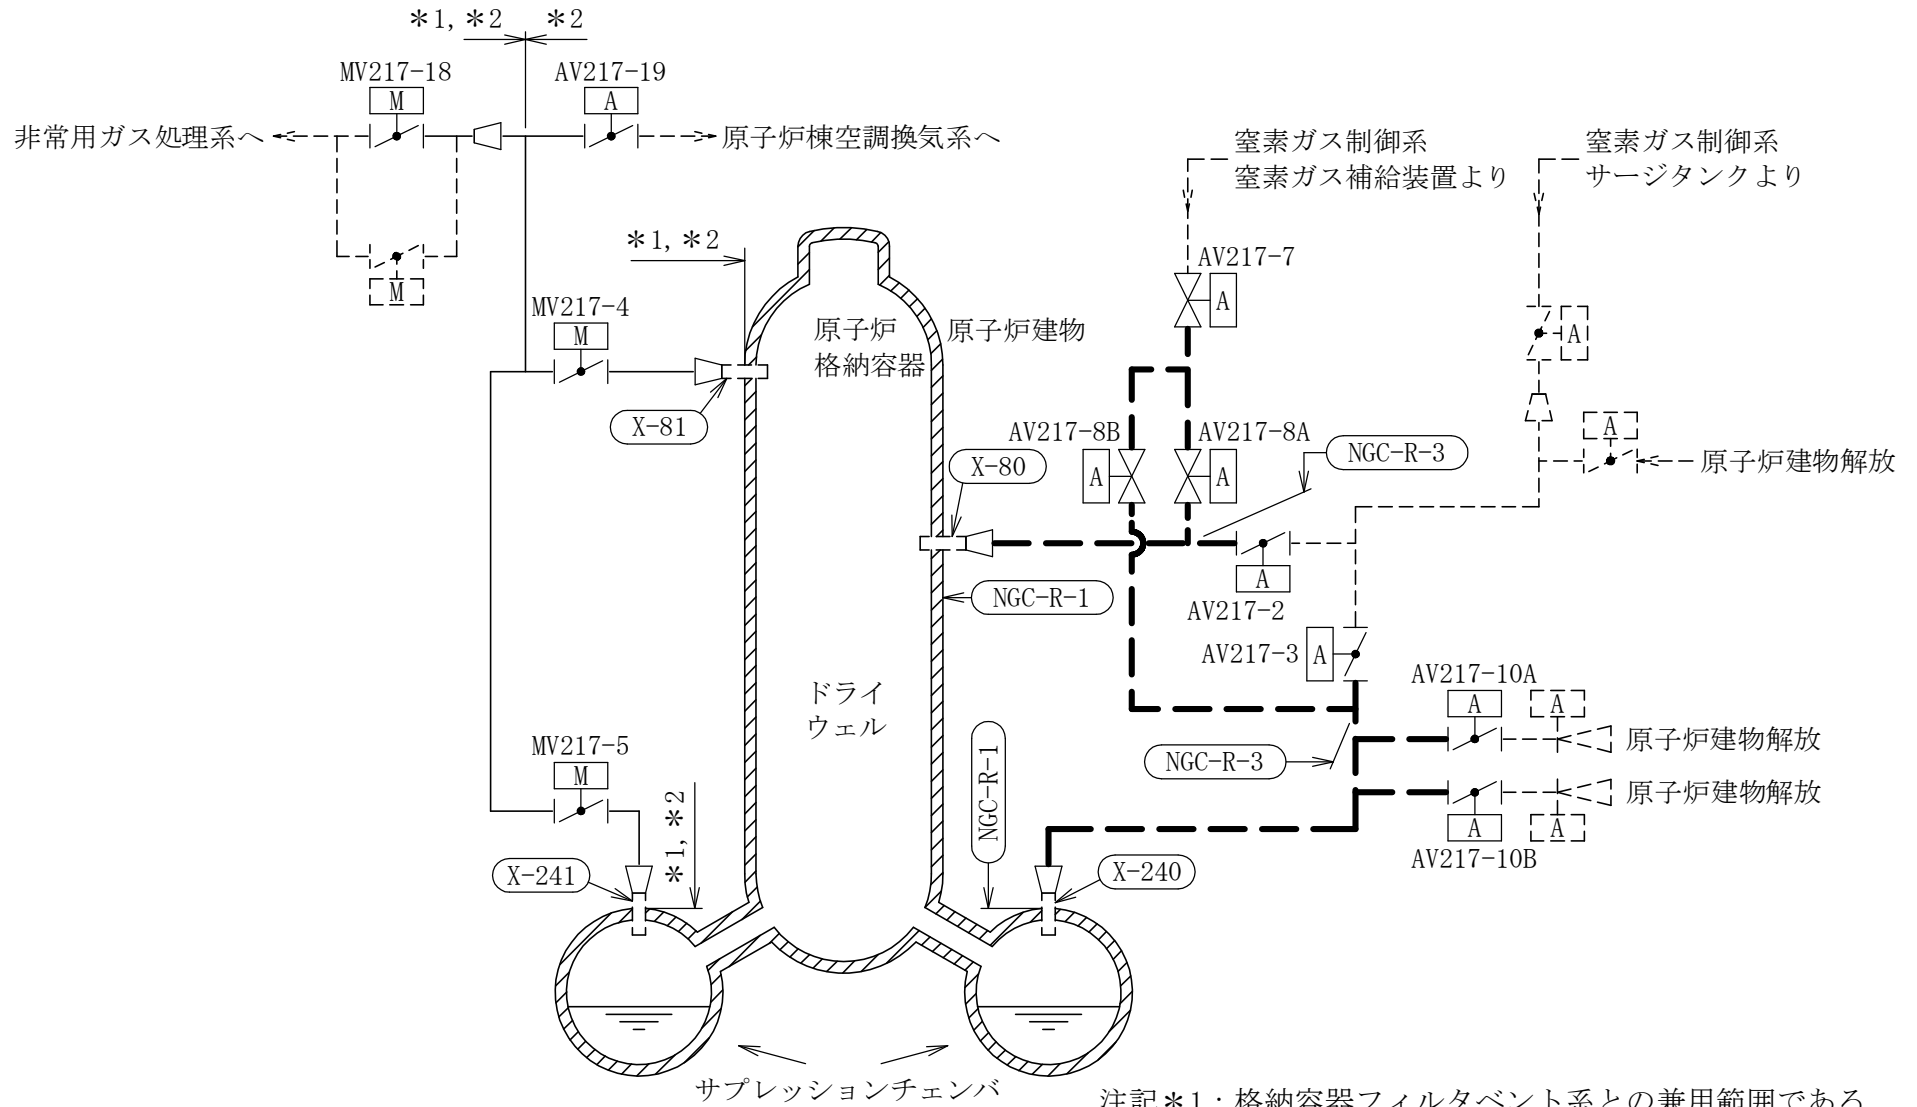 *1, *2
*2
MV217-18
AV217-19
M
A
非常用ガス処理系へ
原子炉棟空調換気系へ
M
窒素ガス制御系
窒素ガス補給装置より
窒素ガス制御系
サージタンクより
*1, *2
MV217-4
M
原子炉
格納容器
原子炉建物
AV217-7
A
A
X-81
AV217-8B
AV217-8A
A
A
X-80
NGC-R-3
A
原子炉建物解放
A
AV217-2
NGC-R-1
AV217-3
A
ドライ
ウェル
AV217-10A
A
A
原子炉建物解放
NGC-R-3
原子炉建物解放
A
A
AV217-10B
MV217-5
M
*1, *2
NGC-R-1
X-241
X-240
サプレッションチェンバ
注記*1:格納容器フィルタベント系との兼用範囲である